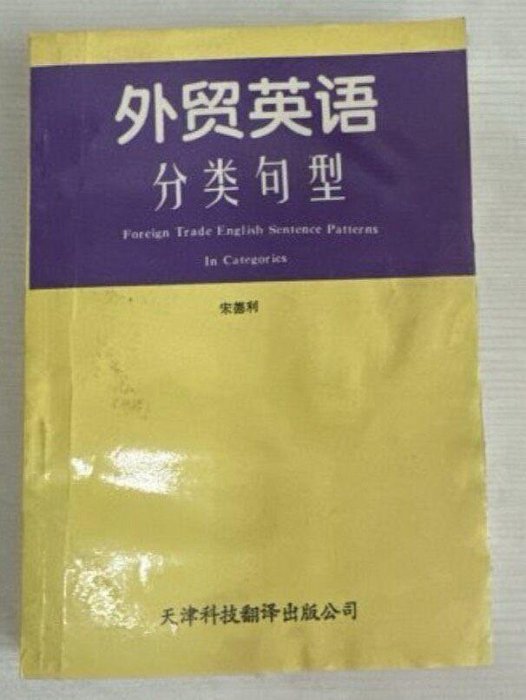 外贸英语
分类句型
Foreign Trade English Sentence Patterns
In Categories
宋德利
天津科技翻译出版公司